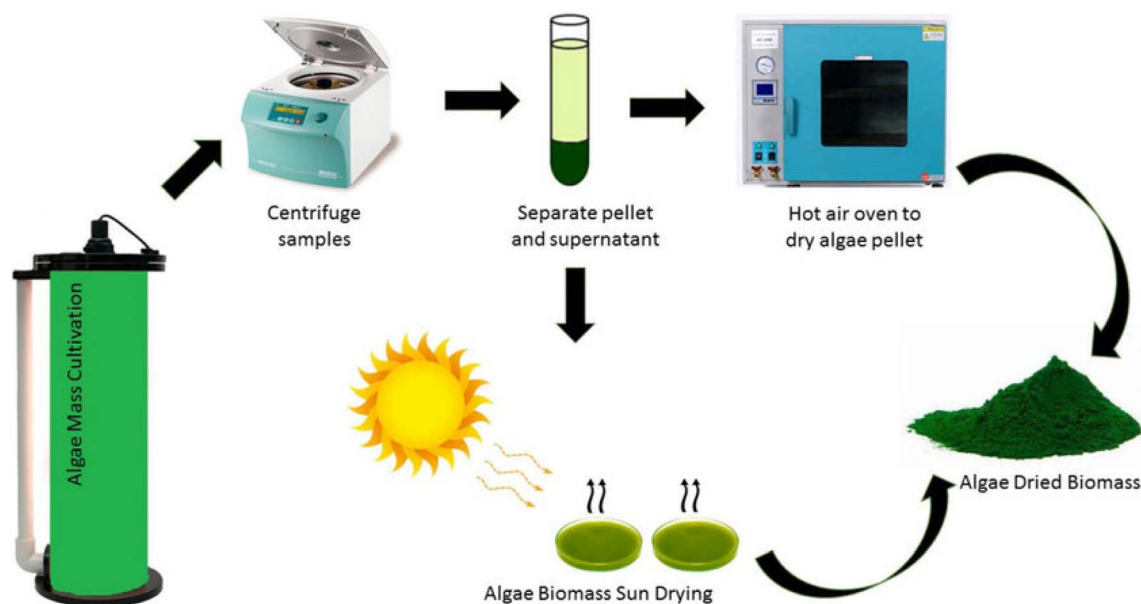 Centrifuge
samples
Separate pellet
and supernatant
Hot air oven to
dry algae pellet
Algae Mass Cultivation
Algae Dried Biomass
Algae Biomass Sun Drying